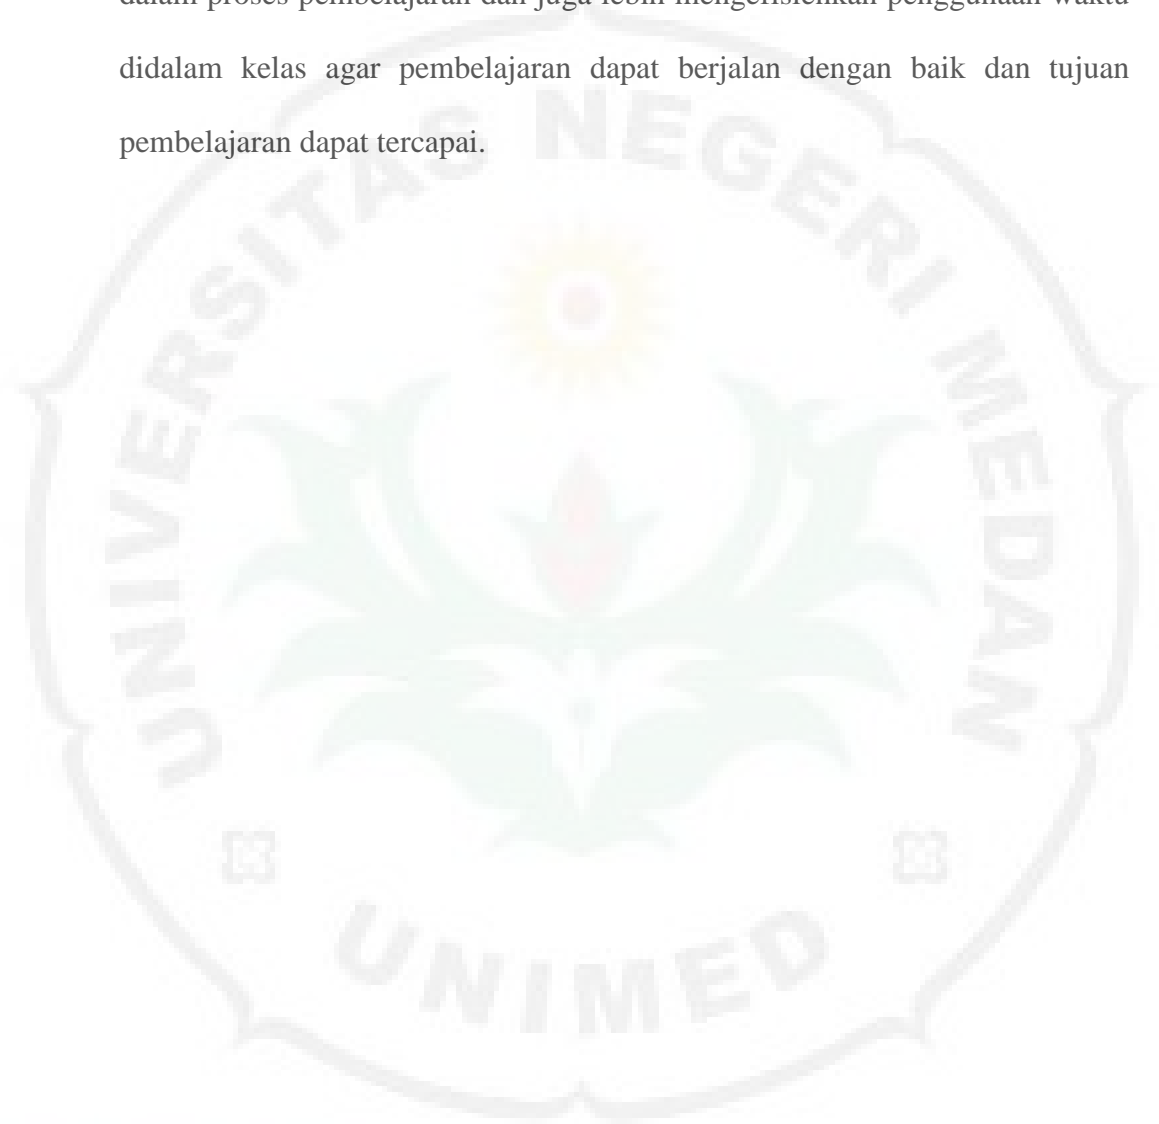 dalam proses pembelajaran dan juga lebih mengefisienkan penggunaan waktu
didalam kelas agar pembelajaran dapat berjalan dengan baik dan tujuan
pembelajaran dapat tercapai.
UNIVERSITAS NEGERI MEDAN
UNIMED